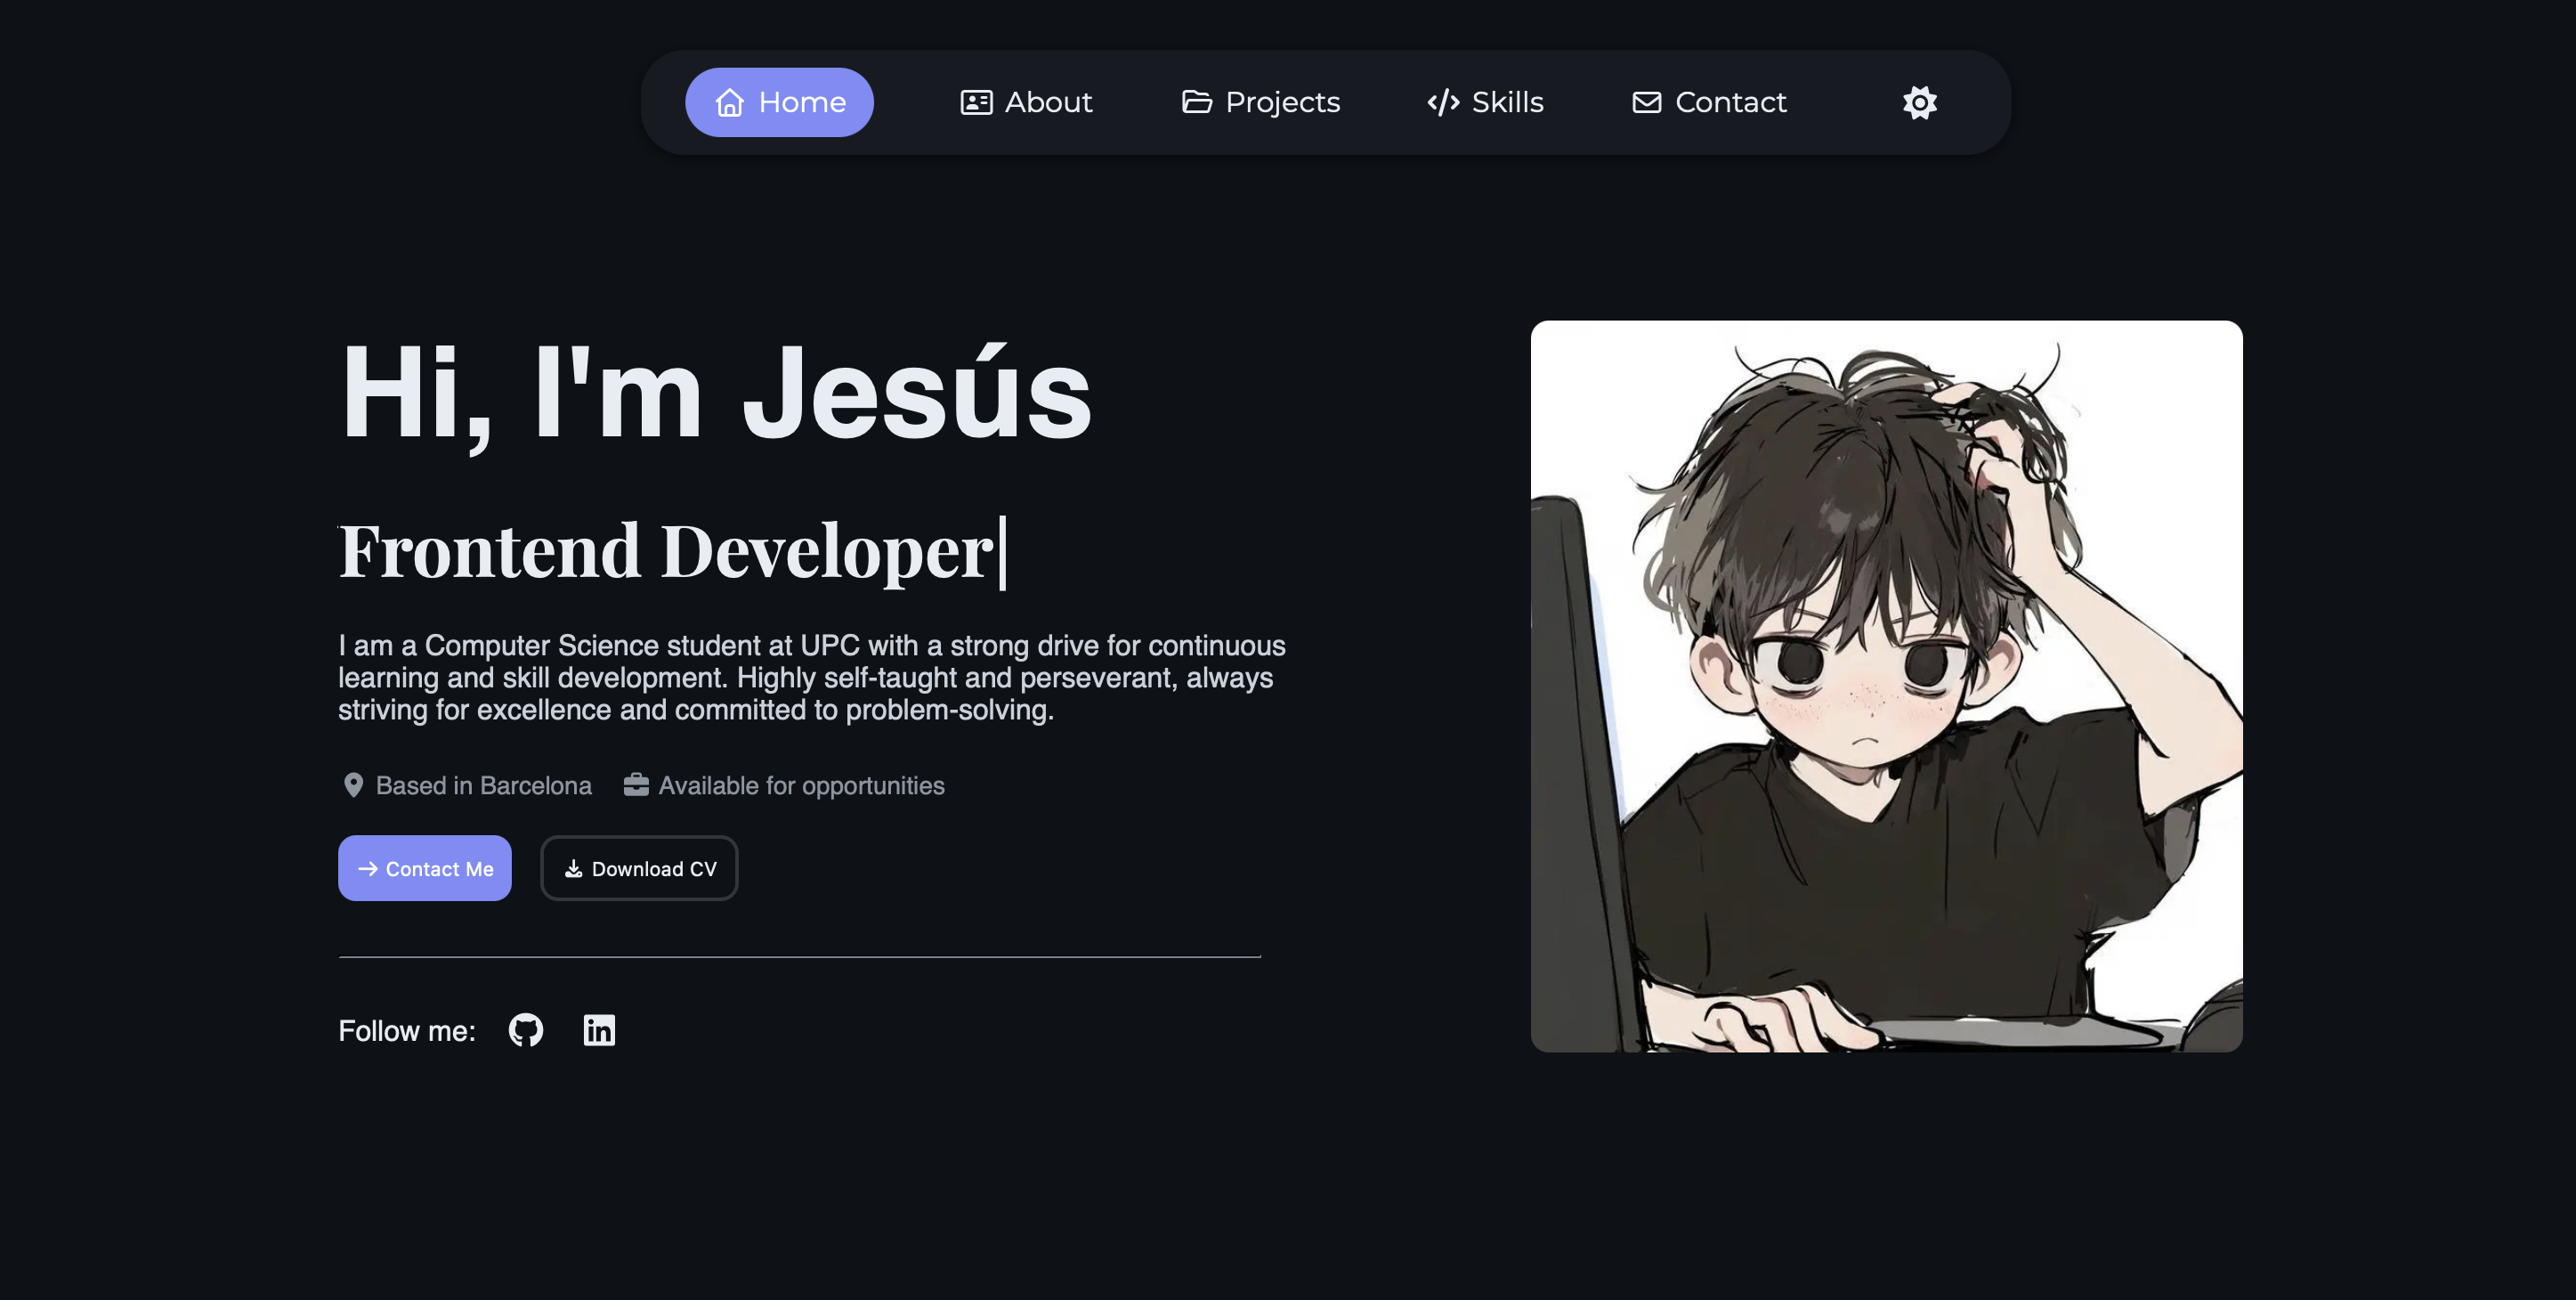 Home
About
Projects
Skills
Contact
Hi, I'm Jesús
Frontend Developer|
I am a Computer Science student at UPC with a strong drive for continuous
learning and skill development. Highly self-taught and perseverant, always
striving for excellence and committed to problem-solving.
Based in Barcelona
Available for opportunities
Contact Me
Download CV
Follow me: